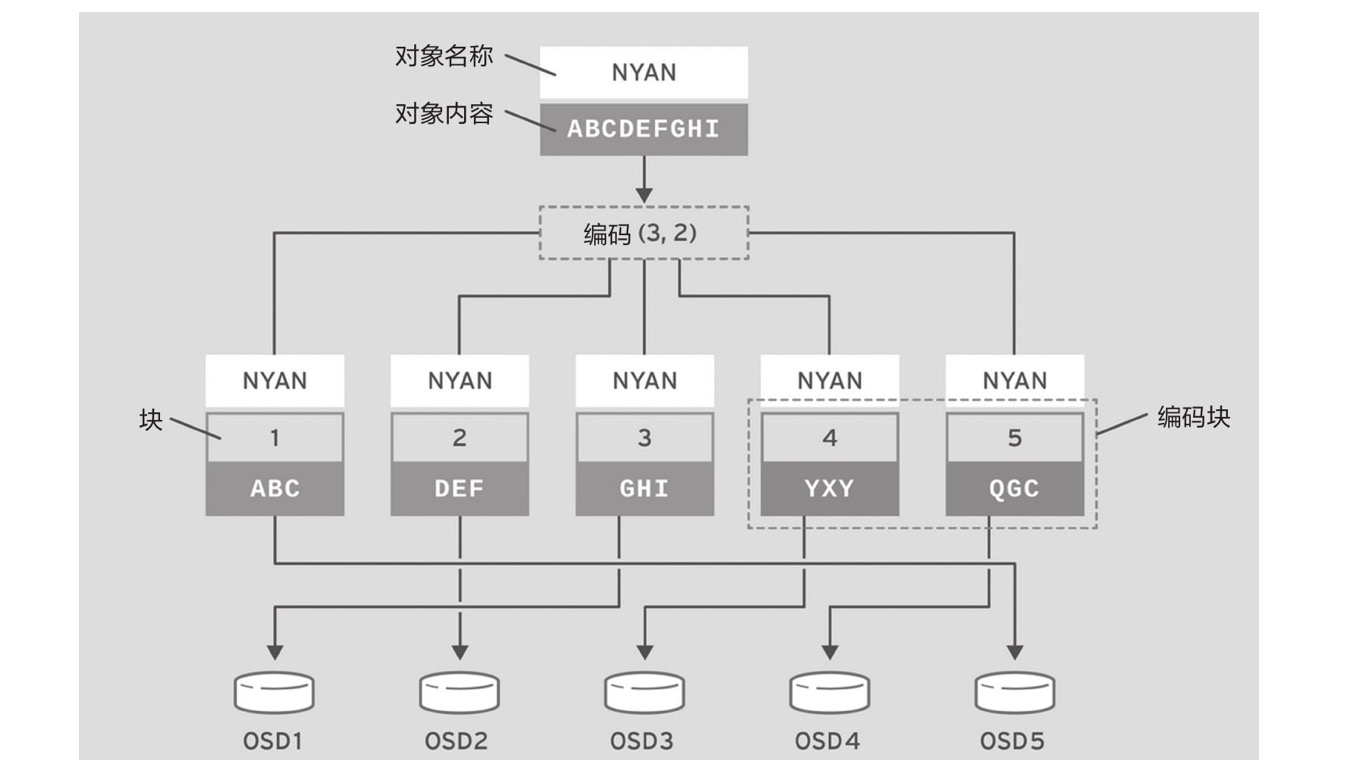 对象名称
NYAN
对象内容
ABCDEFGHI
编码 (3, 2)
NYAN NYAN NYAN NYAN NYAN
块
1 2 3 4 5
编码块
ABC DEF GHI YXY QGC
OSD1 OSD2 OSD3 OSD4 OSD5